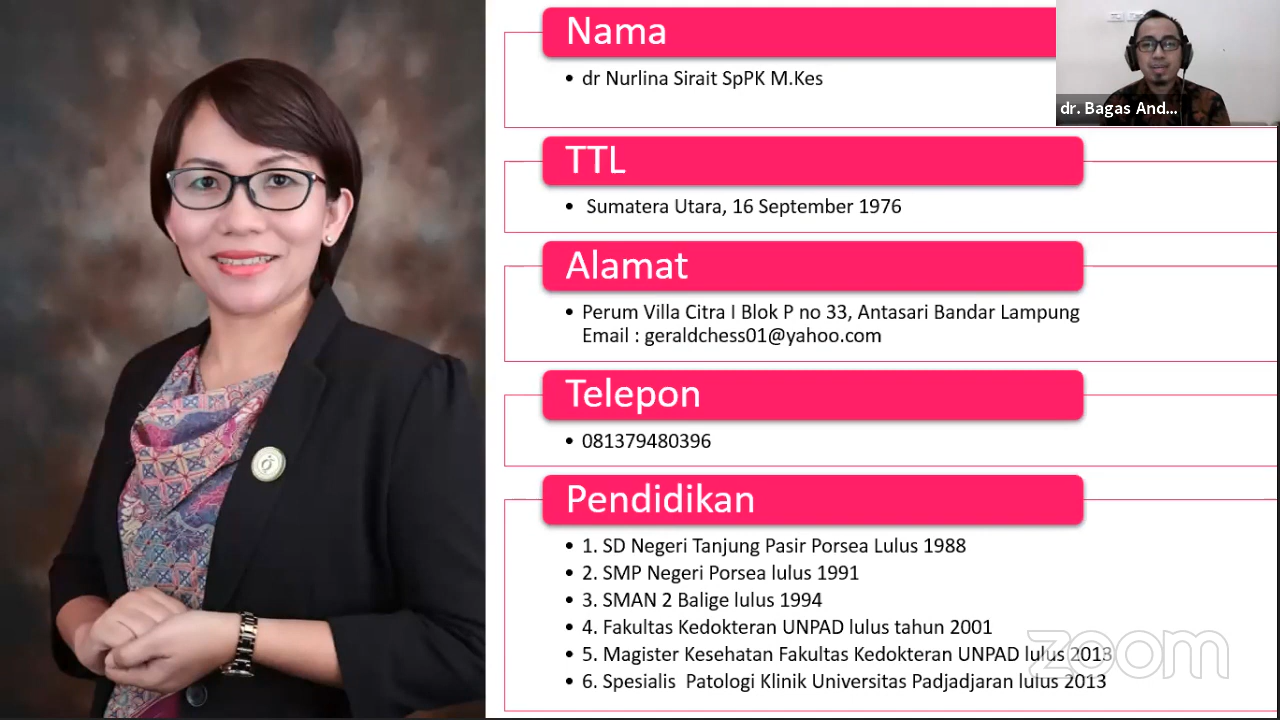 Nama
• dr Nurlina Sirait SpPK M.Kes
dr. Bagas And...
TTL
• Sumatera Utara, 16 September 1976
Alamat
• Perum Villa Citra I Blok P no 33, Antasari Bandar Lampung
Email : geraldchess01@yahoo.com
Telepon
• 081379480396
Pendidikan
• 1. SD Negeri Tanjung Pasir Porsea Lulus 1988
• 2. SMP Negeri Porsea lulus 1991
• 3. SMAN 2 Balige lulus 1994
• 4. Fakultas Kedokteran UNPAD lulus tahun 2001
• 5. Magister Kesehatan Fakultas Kedokteran UNPAD lulus 2013
• 6. Spesialis  Patologi Klinik Universitas Padjadjaran lulus 2013
zoom